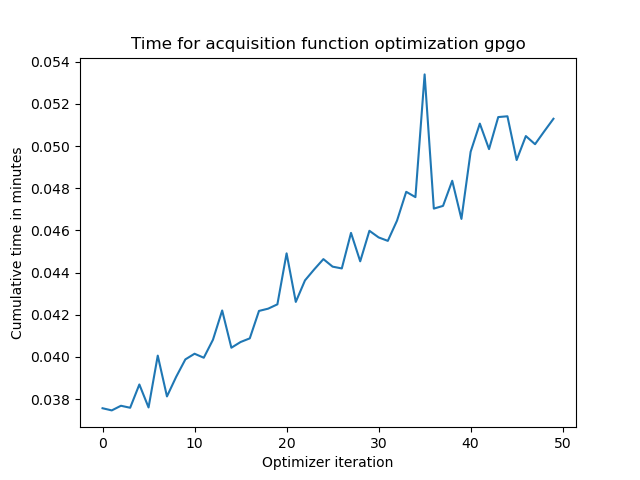 Time for acquisition function optimization gpgo
0.054
0.052
0.050
0.048
0.046
0.044
0.042
0.040
0.038
Cumulative time in minutes
0 10 20 30 40 50
Optimizer iteration